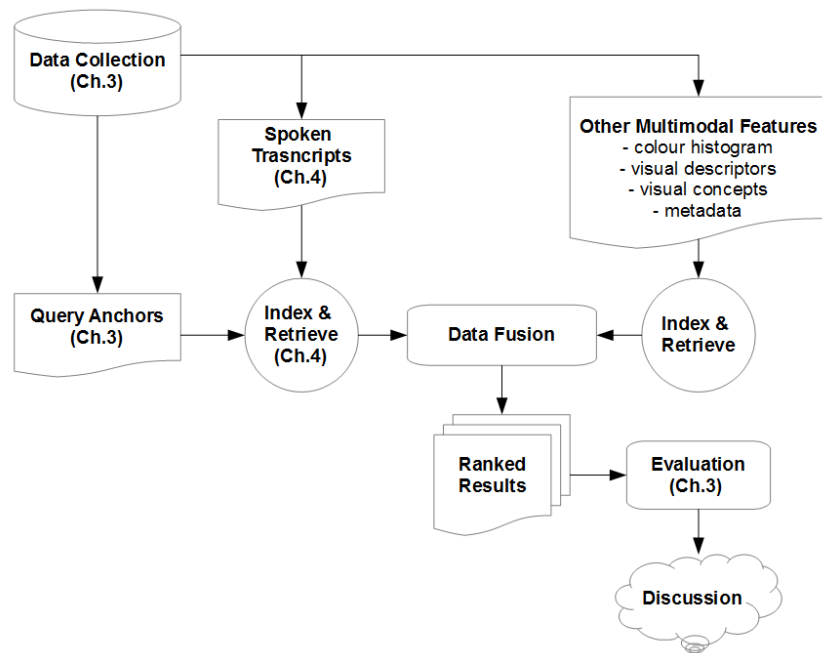 Data Collection
(Ch.3)
Spoken
Trasncripts
(Ch.4)
Other Multimodal Features
- colour histogram
- visual descriptors
- visual concepts
- metadata
Query Anchors
(Ch.3)
Index &
Retrieve
(Ch.4)
Data Fusion
Index &
Retrieve
Ranked
Results
Evaluation
(Ch.3)
Discussion